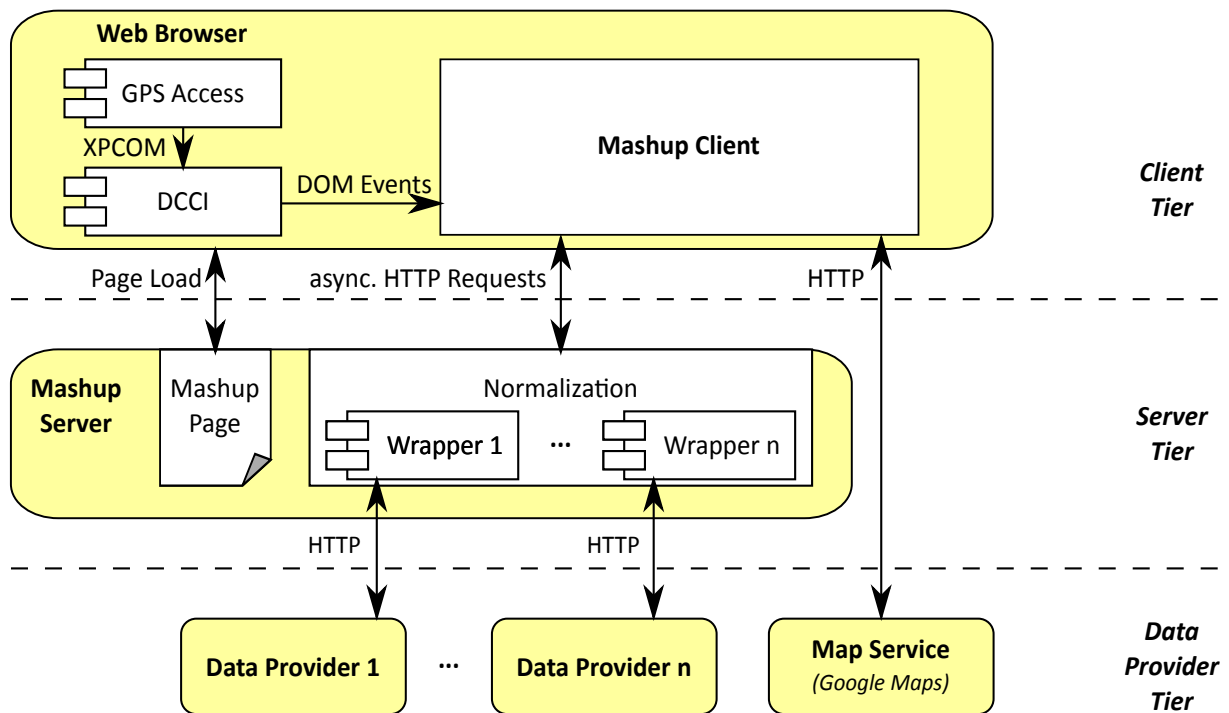 Web Browser
GPS Access
XPCOM
DCCI
DOM Events
Mashup Client
Client
Tier
Page Load
async. HTTP Requests
HTTP
Mashup
Server
Mashup
Page
Normalization
Wrapper 1
...
Wrapper n
Server
Tier
HTTP
HTTP
Data Provider 1
...
Data Provider n
Map Service
(Google Maps)
Data
Provider
Tier